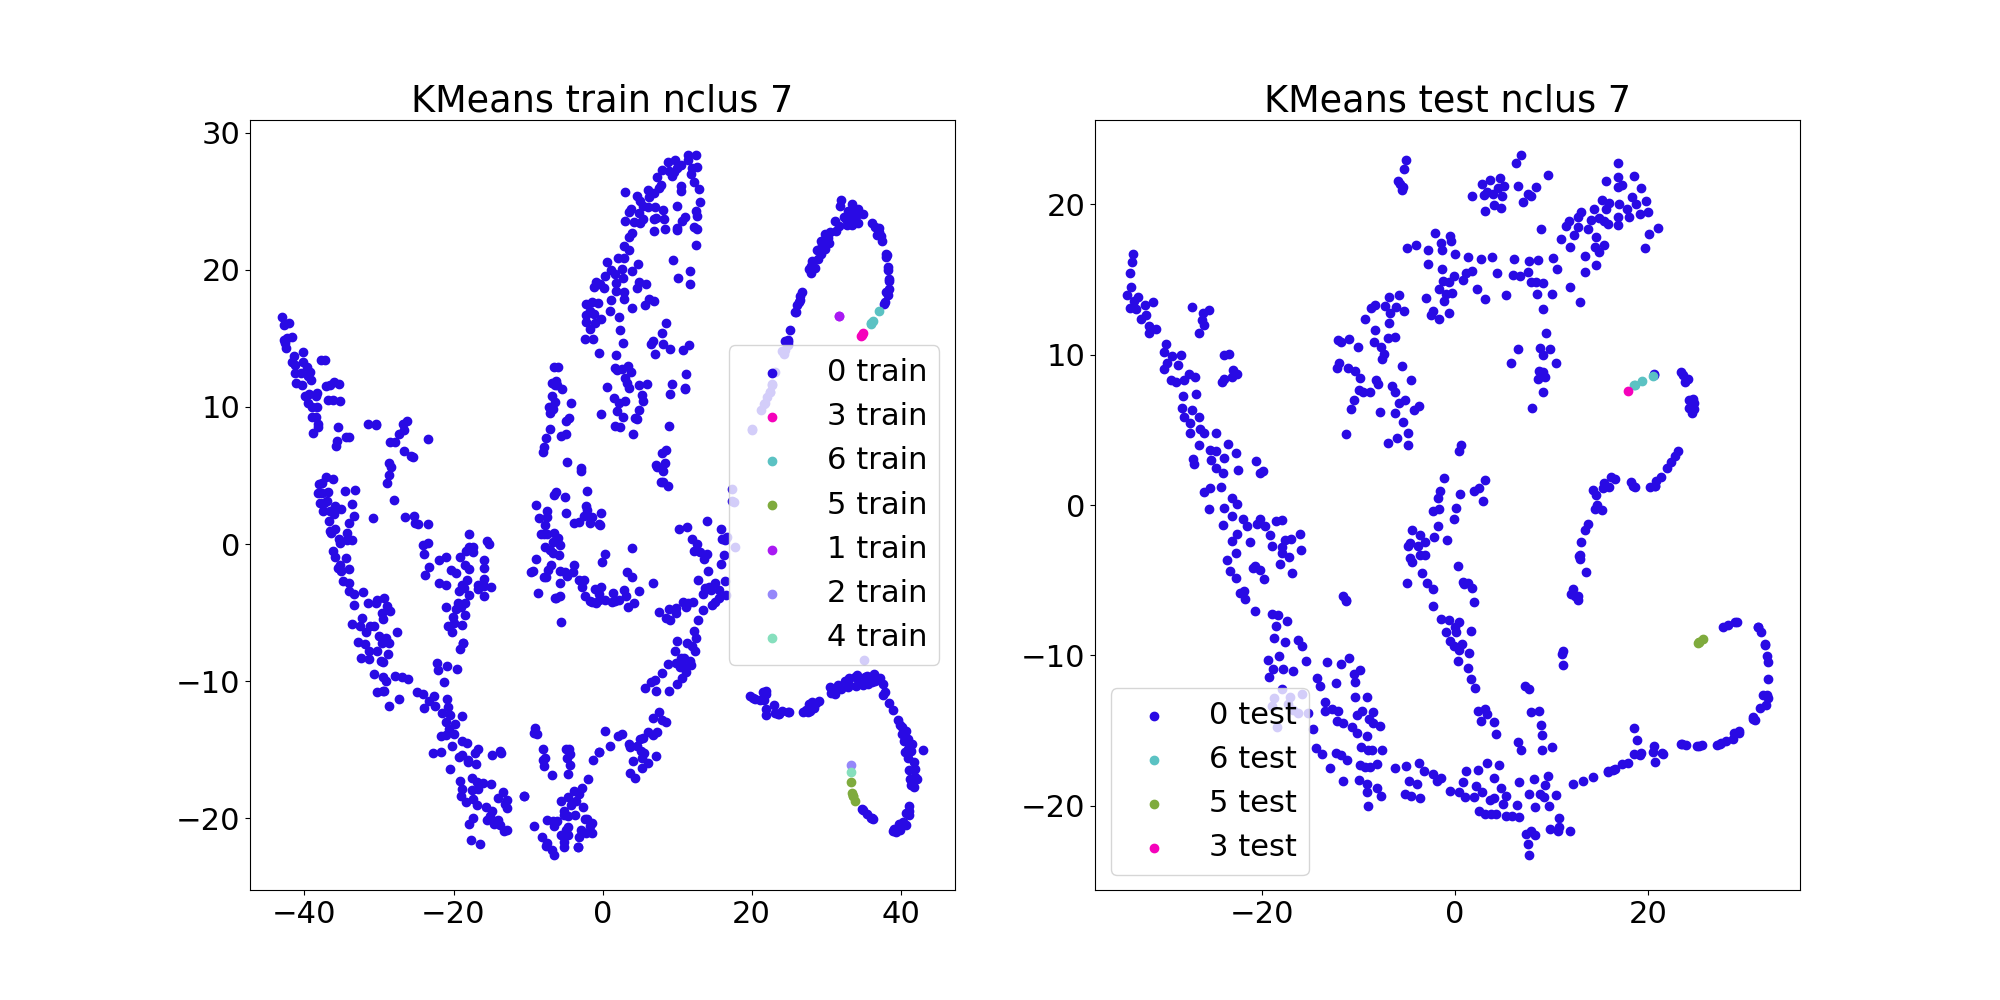 KMeans train nclus 7
30
20
10
0
−10
−20
−40
−20
0
20
40
0 train
3 train
6 train
5 train
1 train
2 train
4 train
KMeans test nclus 7
20
10
0
−10
−20
−20
0
20
0 test
6 test
5 test
3 test